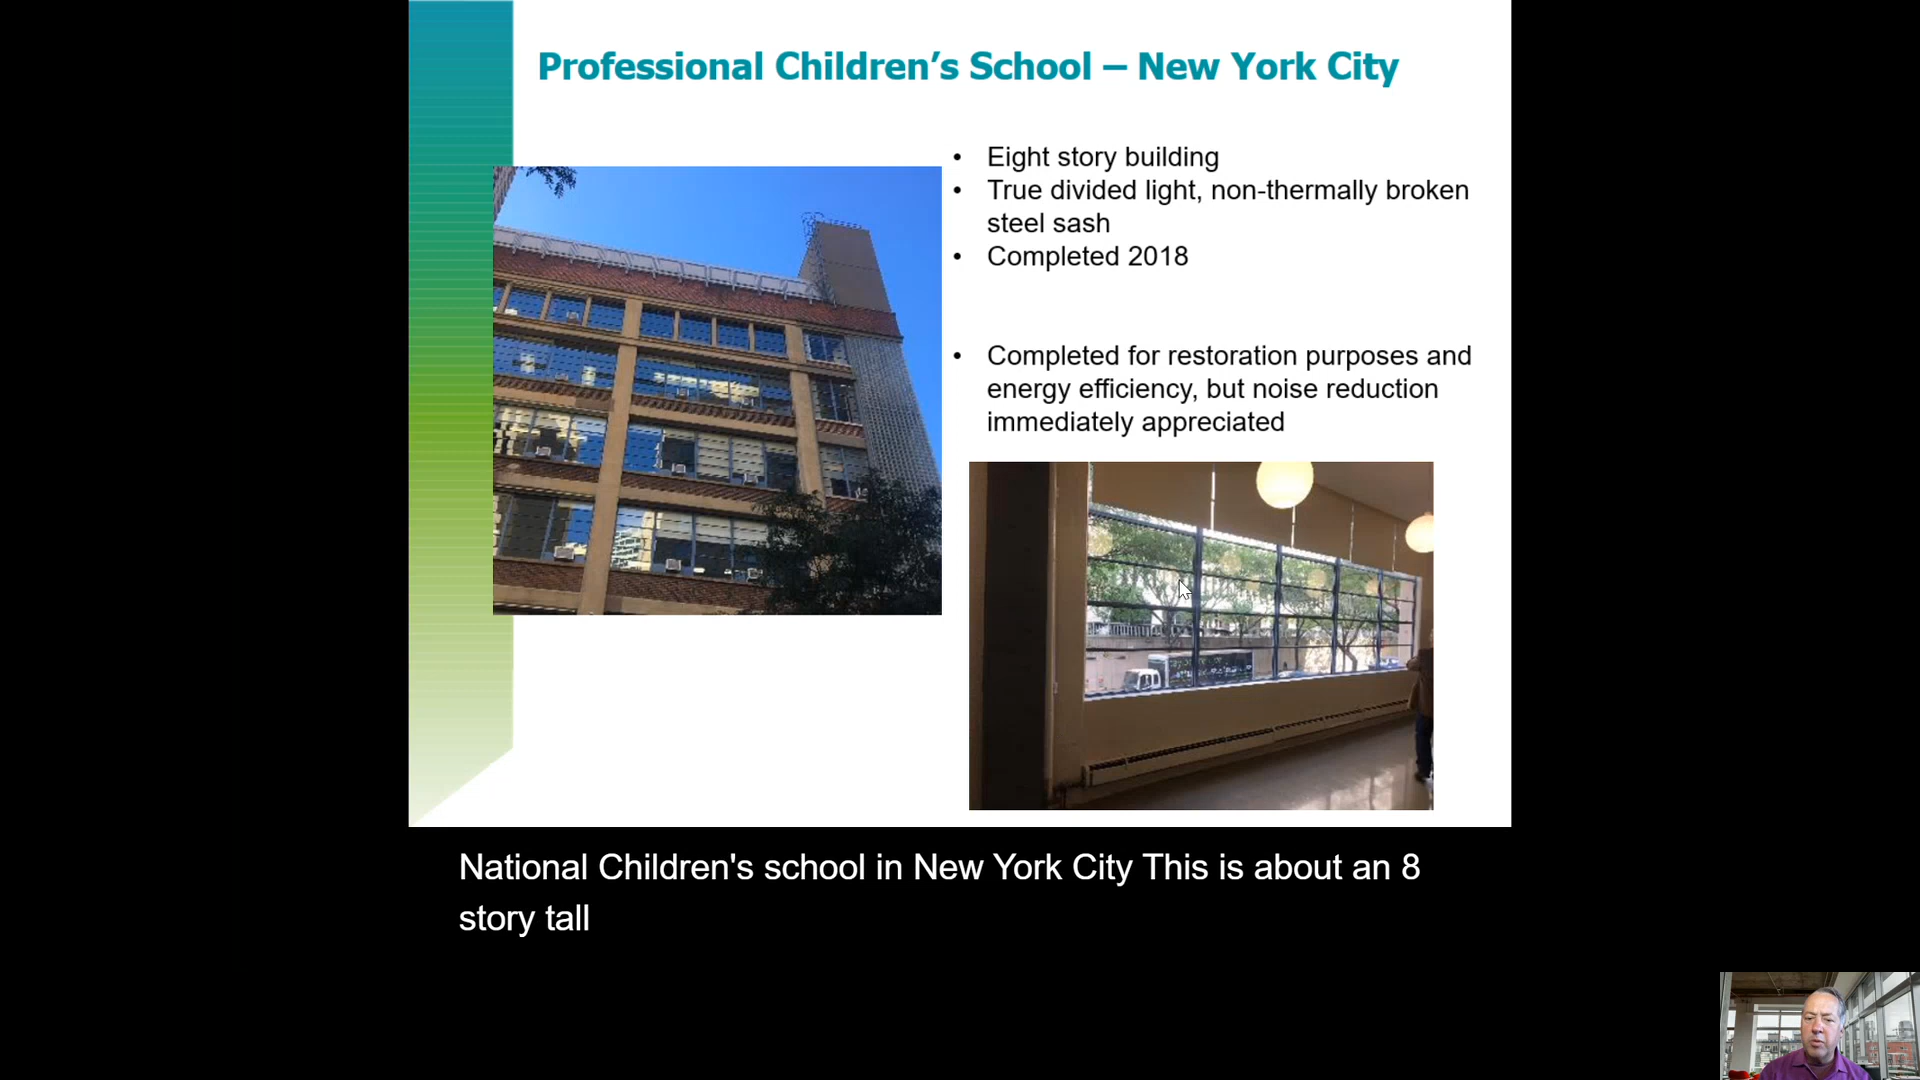 Professional Children’s School – New York City
• Eight story building
• True divided light, non-thermally broken
steel sash
• Completed 2018
• Completed for restoration purposes and
energy efficiency, but noise reduction
immediately appreciated
National Children's school in New York City This is about an 8
story tall